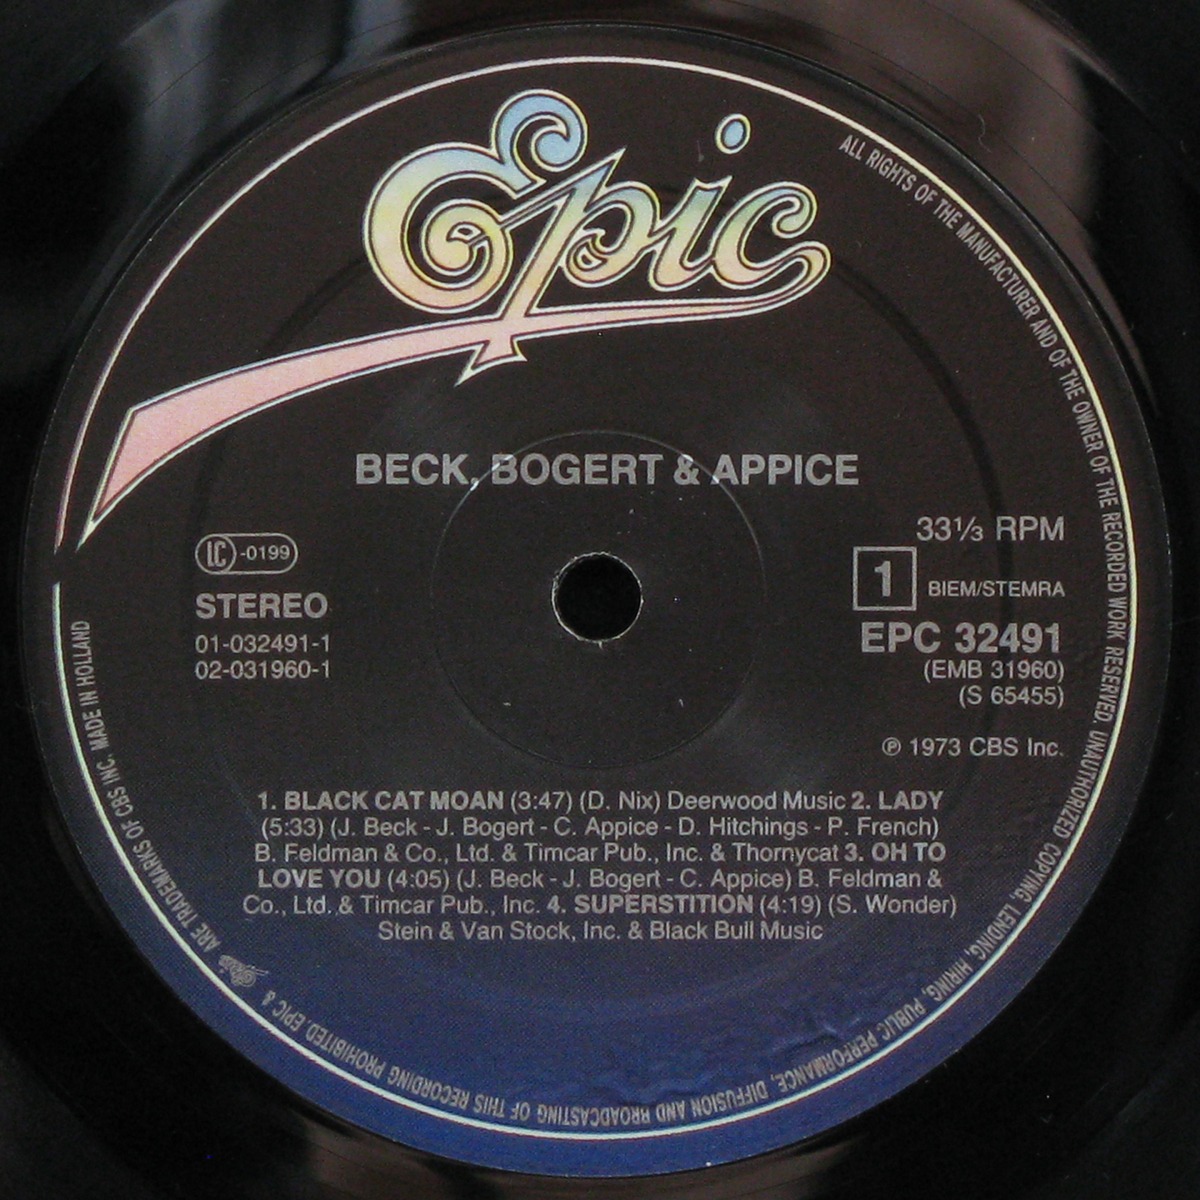 Epic
BECK, BOGERT & APPICE
LC -0199
STEREO
01-032491-1
02-031960-1
33⅓ RPM
1 BIEM/STEMRA
EPC 32491
(EMB 31960)
(S 65455)
℗ 1973 CBS Inc.
1. BLACK CAT MOAN (3:47) (D. Nix) Deerwood Music 2. LADY
(5:33) (J. Beck - J. Bogert - C. Appice - D. Hitchings - P. French)
B. Feldman & Co., Ltd. & Timcar Pub., Inc. & Thornycat 3. OH TO
LOVE YOU (4:05) (J. Beck - J. Bogert - C. Appice) B. Feldman &
Co., Ltd. & Timcar Pub., Inc. 4. SUPERSTITION (4:19) (S. Wonder)
Stein & Van Stock, Inc. & Black Bull Music
ALL RIGHTS OF THE MANUFACTURER AND OF THE OWNER OF THE RECORDED WORK RESERVED. UNAUTHORIZED COPYING, LENDING, HIRING, PUBLIC PERFORMANCE, DIFFUSION AND BROADCASTING OF THIS RECORDING PROHIBITED. EPIC & Epic ARE TRADEMARKS OF CBS INC. MADE IN HOLLAND